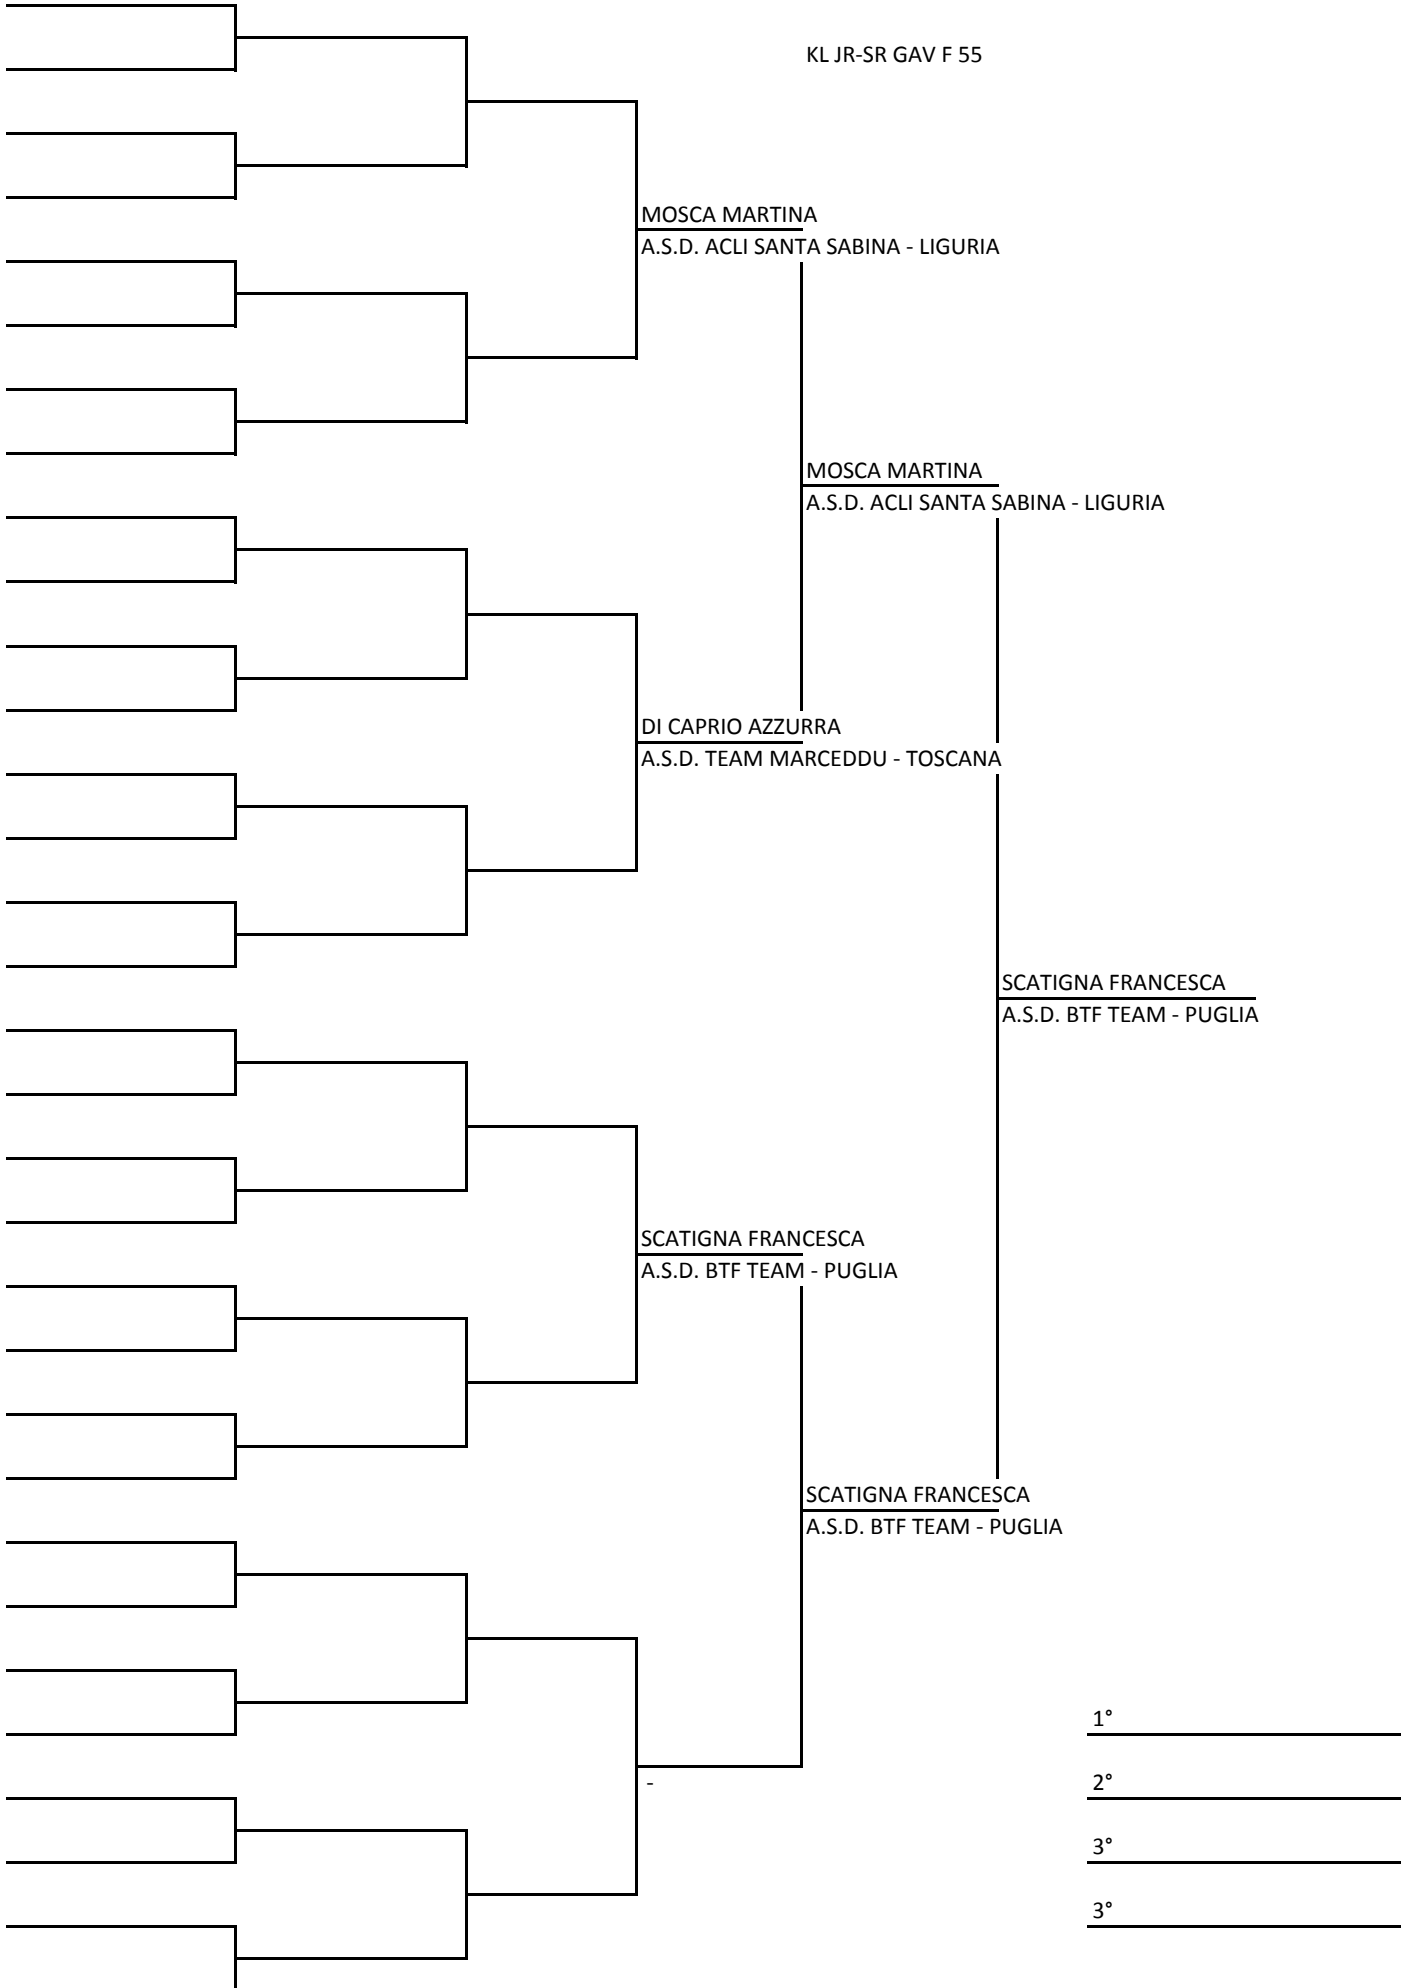 KL JR-SR GAV F 55
MOSCA MARTINA
A.S.D. ACLI SANTA SABINA - LIGURIA
MOSCA MARTINA
A.S.D. ACLI SANTA SABINA - LIGURIA
DI CAPRIO AZZURRA
A.S.D. TEAM MARCEDDU - TOSCANA
SCATIGNA FRANCESCA
A.S.D. BTF TEAM - PUGLIA
SCATIGNA FRANCESCA
A.S.D. BTF TEAM - PUGLIA
SCATIGNA FRANCESCA
A.S.D. BTF TEAM - PUGLIA
-
1°
2°
3°
3°